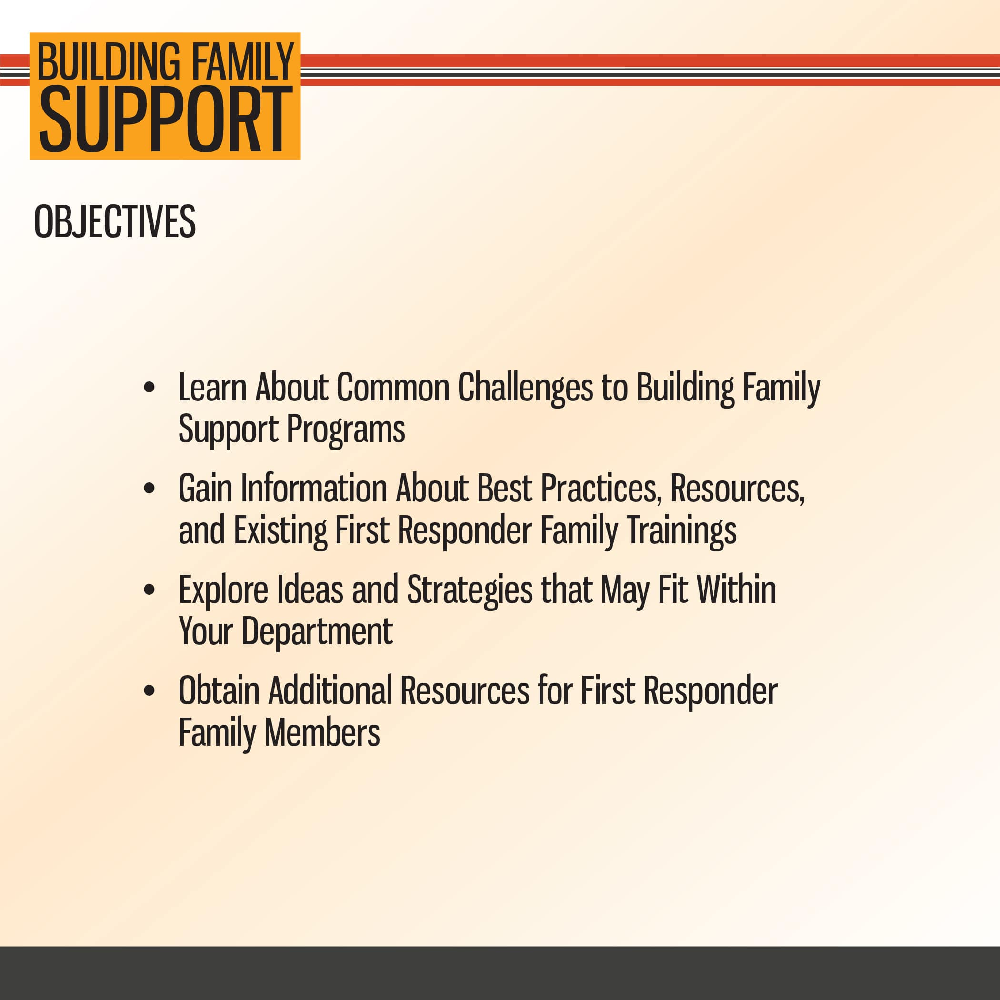 BUILDING FAMILY
SUPPORT
OBJECTIVES
• Learn About Common Challenges to Building Family
Support Programs
• Gain Information About Best Practices, Resources,
and Existing First Responder Family Trainings
• Explore Ideas and Strategies that May Fit Within
Your Department
• Obtain Additional Resources for First Responder
Family Members